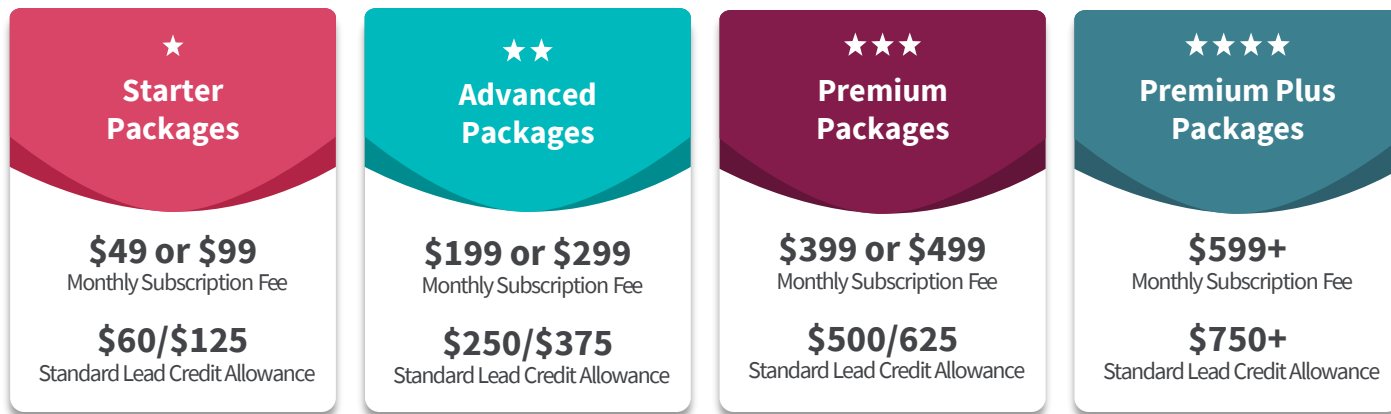 Starter
Packages
$49 or $99
Monthly Subscription Fee
$60/$125
Standard Lead Credit Allowance
Advanced
Packages
$199 or $299
Monthly Subscription Fee
$250/$375
Standard Lead Credit Allowance
Premium
Packages
$399 or $499
Monthly Subscription Fee
$500/625
Standard Lead Credit Allowance
Premium Plus
Packages
$599+
Monthly Subscription Fee
$750+
Standard Lead Credit Allowance